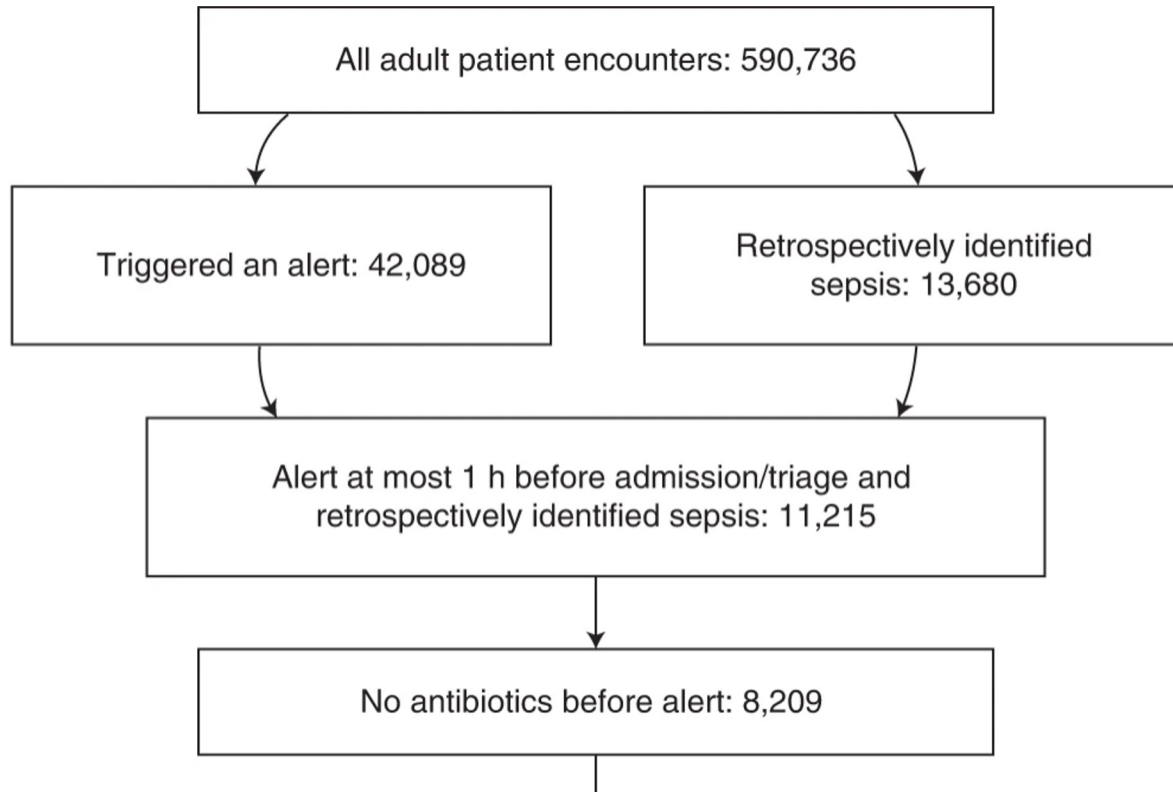 All adult patient encounters: 590,736
Triggered an alert: 42,089
Retrospectively identified
sepsis: 13,680
Alert at most 1 h before admission/triage and
retrospectively identified sepsis: 11,215
No antibiotics before alert: 8,209